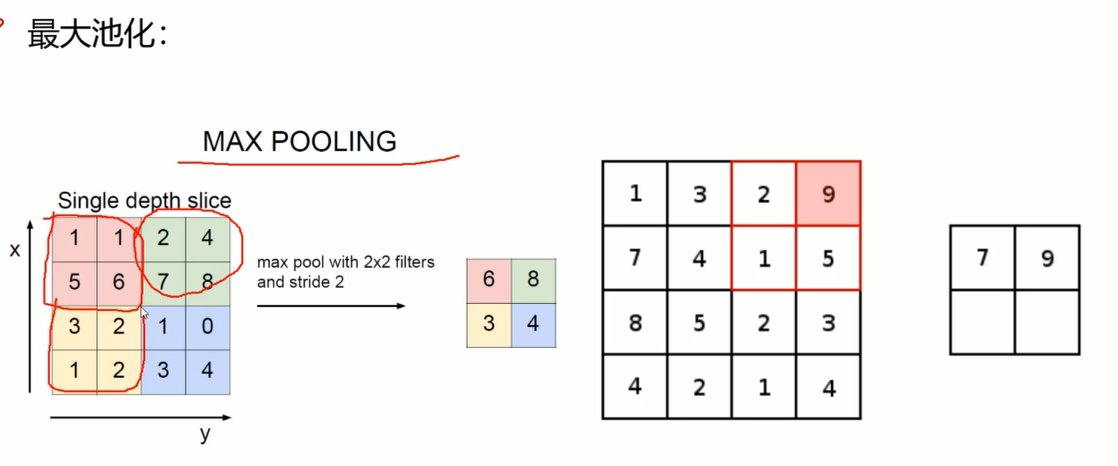 最大池化：
MAX POOLING
Single depth slice
x
1 1 2 4
5 6 7 8
3 2 1 0
1 2 3 4
y
max pool with 2x2 filters
and stride 2
6 8
3 4
1 3 2 9
7 4 1 5
8 5 2 3
4 2 1 4
7 9